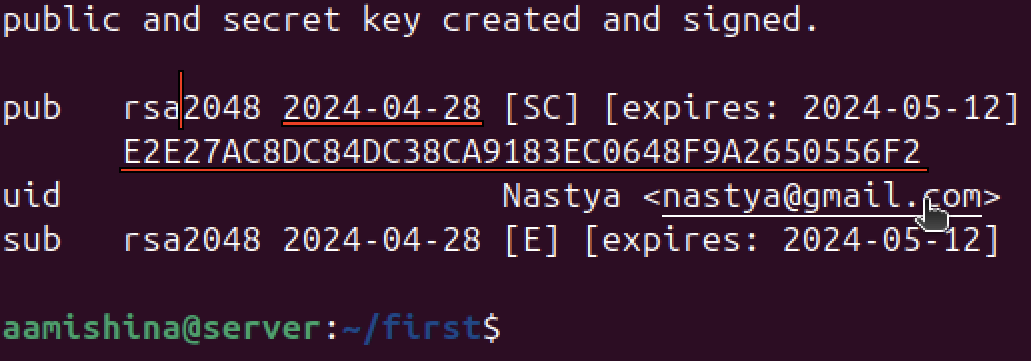 public and secret key created and signed.
pub   rsa2048 2024-04-28 [SC] [expires: 2024-05-12]
      E2E27AC8DC84DC38CA9183EC0648F9A2650556F2
uid                      Nastya <nastya@gmail.com>
sub   rsa2048 2024-04-28 [E] [expires: 2024-05-12]
aamishina@server:~/first$